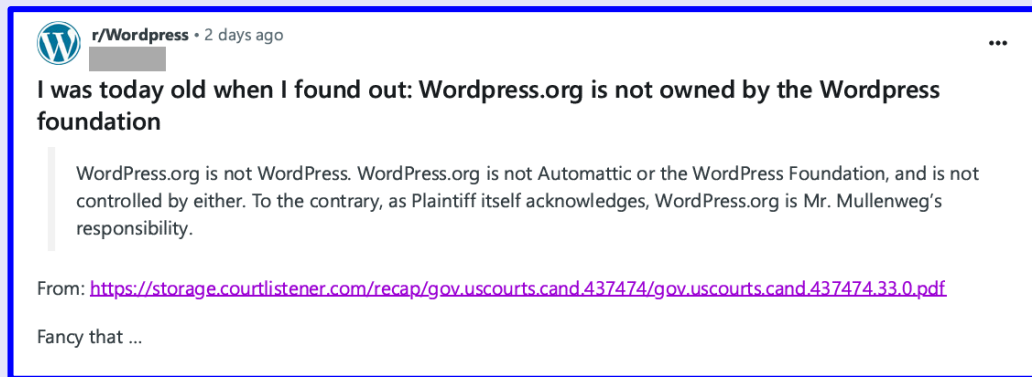 r/Wordpress • 2 days ago
I was today old when I found out: Wordpress.org is not owned by the Wordpress
foundation
WordPress.org is not WordPress. WordPress.org is not Automattic or the WordPress Foundation, and is not
controlled by either. To the contrary, as Plaintiff itself acknowledges, WordPress.org is Mr. Mullenweg’s
responsibility.
From: https://storage.courtlistener.com/recap/gov.uscourts.cand.437474/gov.uscourts.cand.437474.33.0.pdf
Fancy that ...